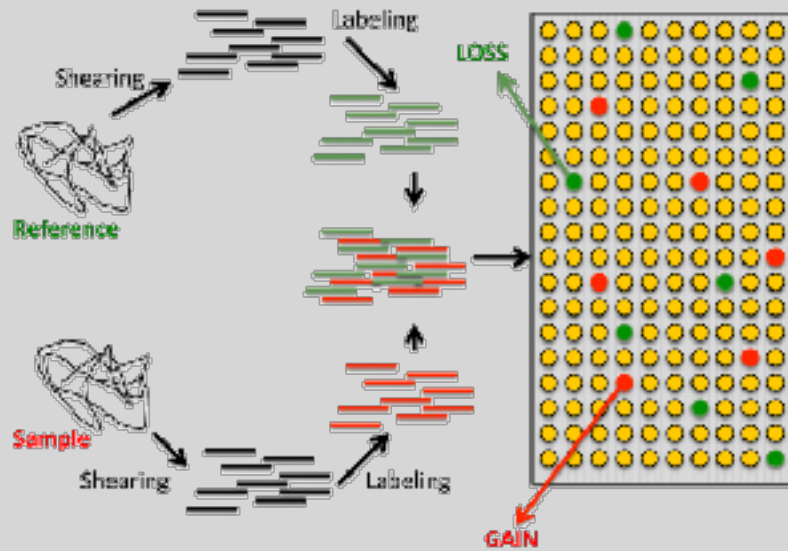 Labeling
LOSS
Shearing
Reference
Sample
Shearing
Labeling
GAIN